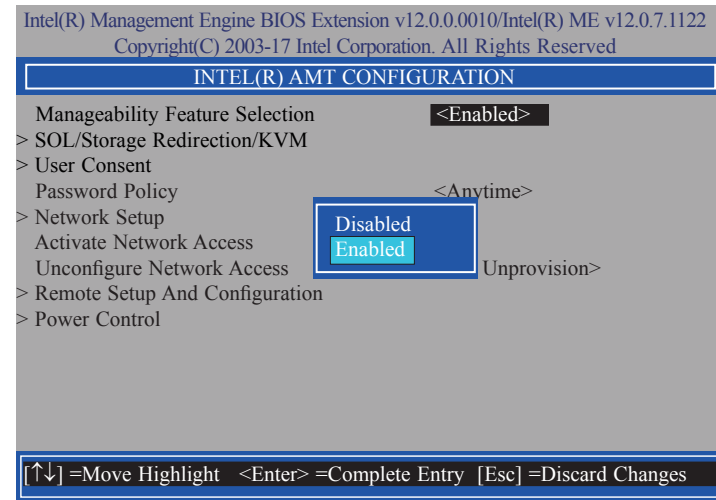 Intel(R) Management Engine BIOS Extension v12.0.0.0010/Intel(R) ME v12.0.7.1122
Copyright(C) 2003-17 Intel Corporation. All Rights Reserved
INTEL(R) AMT CONFIGURATION
Manageability Feature Selection <Enabled>
> SOL/Storage Redirection/KVM
> User Consent
Password Policy <Anytime>
> Network Setup
Activate Network Access
Unconfigure Network Access Unprovision>
> Remote Setup And Configuration
> Power Control
Disabled
Enabled
[↑↓] =Move Highlight <Enter> =Complete Entry [Esc] =Discard Changes